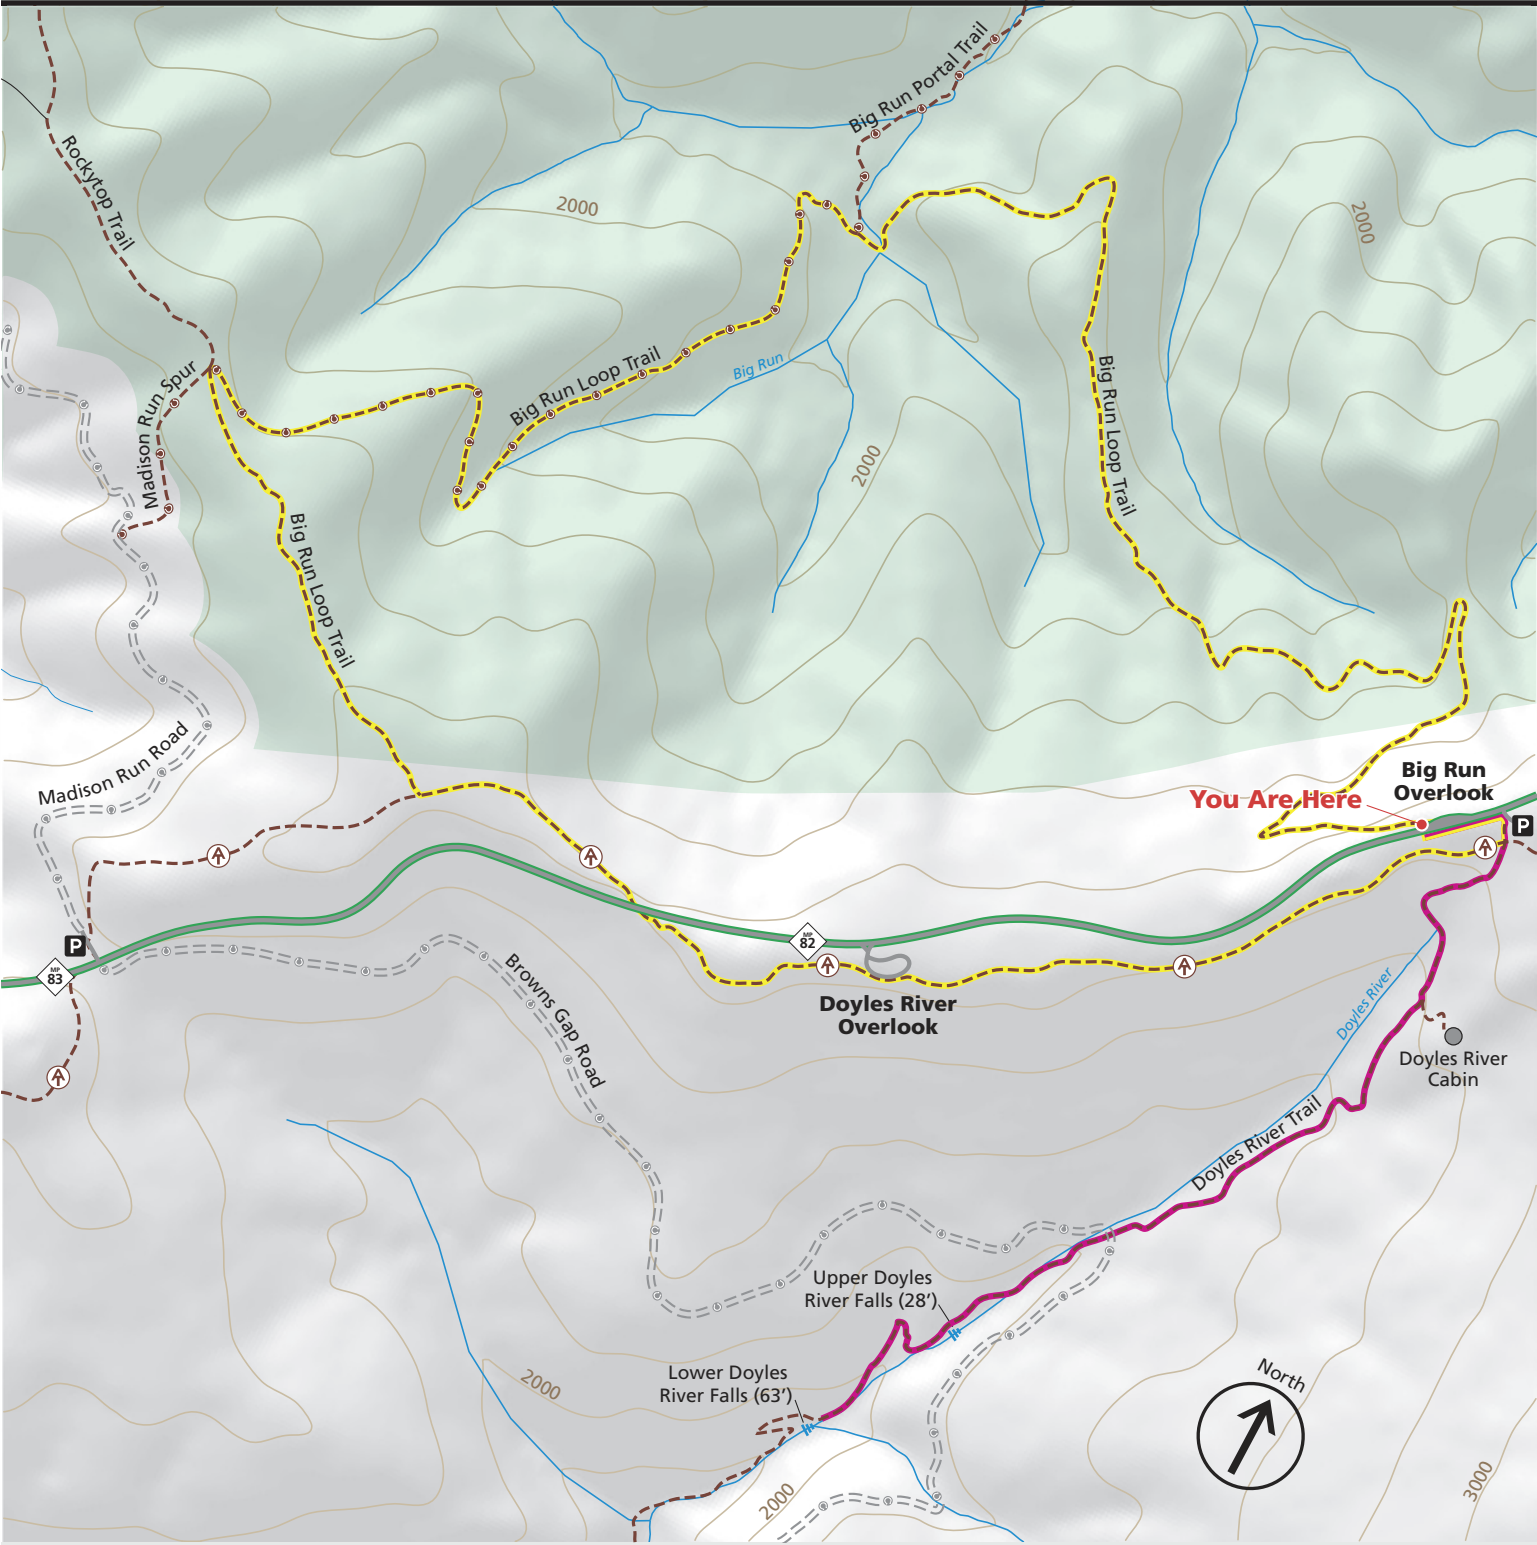 Big Run Portal Trail
Rockytop Trail
2000
2000
Madison Run Spur
Big Run Loop Trail
Big Run
Big Run Loop Trail
2000
Big Run Loop Trail
Madison Run Road
Big Run
Overlook
You Are Here
P
P
MP
83
MP
82
Doyles River
Overlook
Browns Gap Road
Doyles River
Doyles River
Cabin
Doyles River Trail
Upper Doyles
River Falls (28’)
Lower Doyles
River Falls (63’)
2000
North
2000
3000